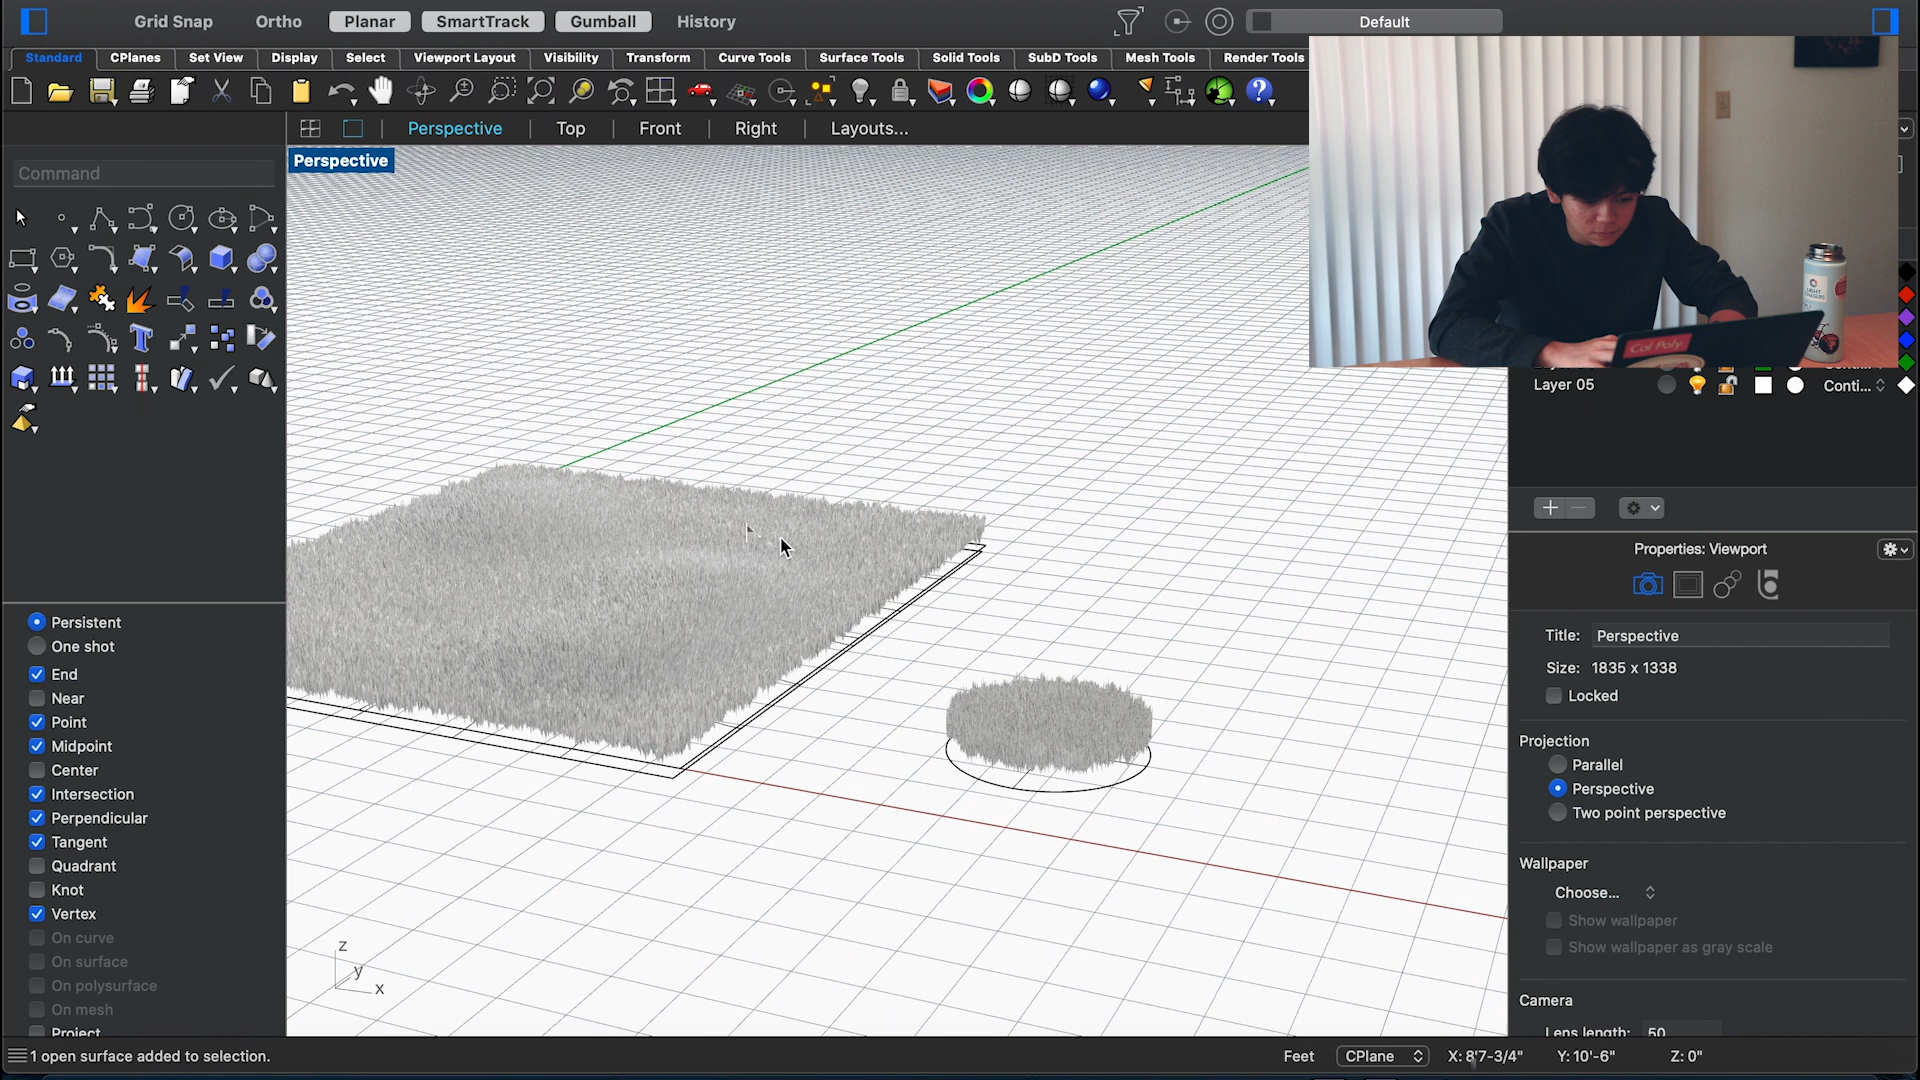 Grid Snap Ortho Planar SmartTrack Gumball History Default
Standard CPlanes Set View Display Select Viewport Layout Visibility Transform Curve Tools Surface Tools Solid Tools SubD Tools Mesh Tools Render Tools
Perspective Top Front Right Layouts...
Perspective
Command
LIGHT
Cal Poly
Layer 05 Conti...
Properties: Viewport
Persistent
One shot
End
Near
Point
Midpoint
Center
Intersection
Perpendicular
Tangent
Quadrant
Knot
Vertex
On curve
On surface
On polysurface
On mesh
Project
z
y
x
Title: Perspective
Size: 1835 x 1338
Locked
Projection
Parallel
Perspective
Two point perspective
Wallpaper
Choose...
Show wallpaper
Show wallpaper as gray scale
Camera
Lens length: 50
1 open surface added to selection.
Feet CPlane X: 8'7-3/4" Y: 10'-6" Z: 0"